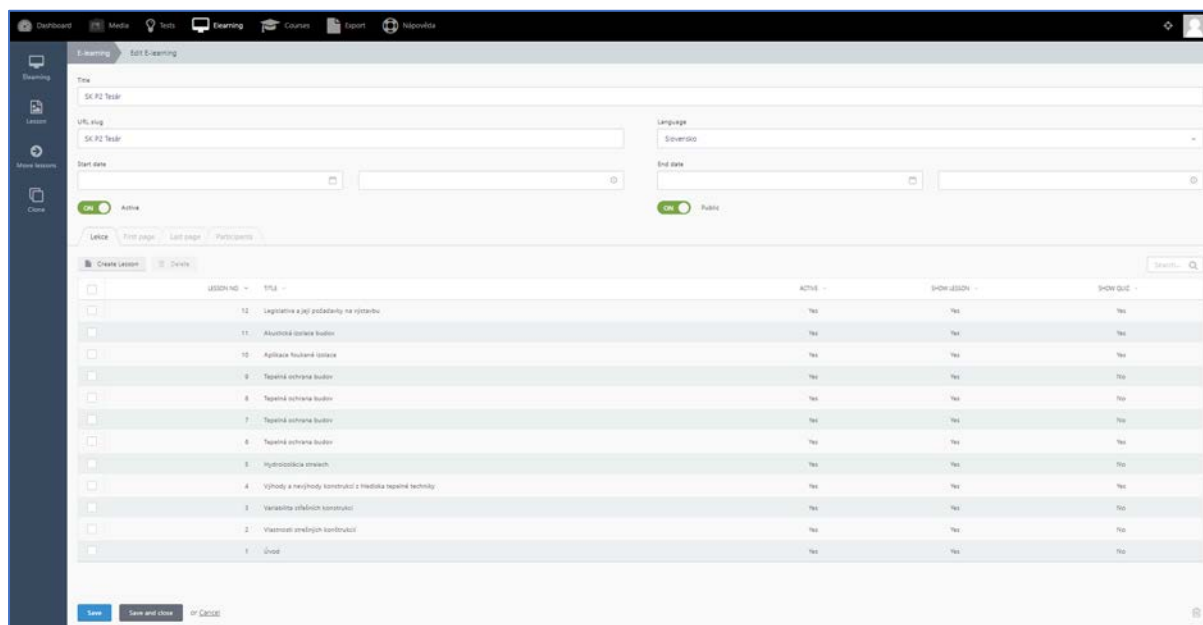 Dashboard Media Tests Elearning Courses Export Nápověda
E-learning Edit E-learning
Elearning
Lesson
Move lessons
Clone
Title
SK P2 Tesár
URL slug Language
SK P2 Tesár Slovensko
Start date End date
ON Active ON Public
Lekce First page Last page Participants
Create Lesson Delete Search...
LESSON NO TITLE ACTIVE SHOW LESSON SHOW QUIZ
12 Legislativa a její požadavky na výstavbu Yes Yes Yes
11 Akustická izolace budov Yes Yes Yes
10 Aplikace foukané izolace Yes Yes Yes
9 Tepelná ochrana budov Yes Yes No
8 Tepelná ochrana budov Yes Yes Yes
7 Tepelná ochrana budov Yes Yes No
6 Tepelná ochrana budov Yes Yes No
5 Hydroizolácia striech Yes Yes No
4 Výhody a nevýhody konstrukcí z hlediska tepelné techniky Yes Yes Yes
3 Variabilita střešních konstrukcí Yes Yes No
2 Vlastnosti strešných konštrukcií Yes Yes Yes
1 Úvod Yes Yes No
Save Save and close or Cancel